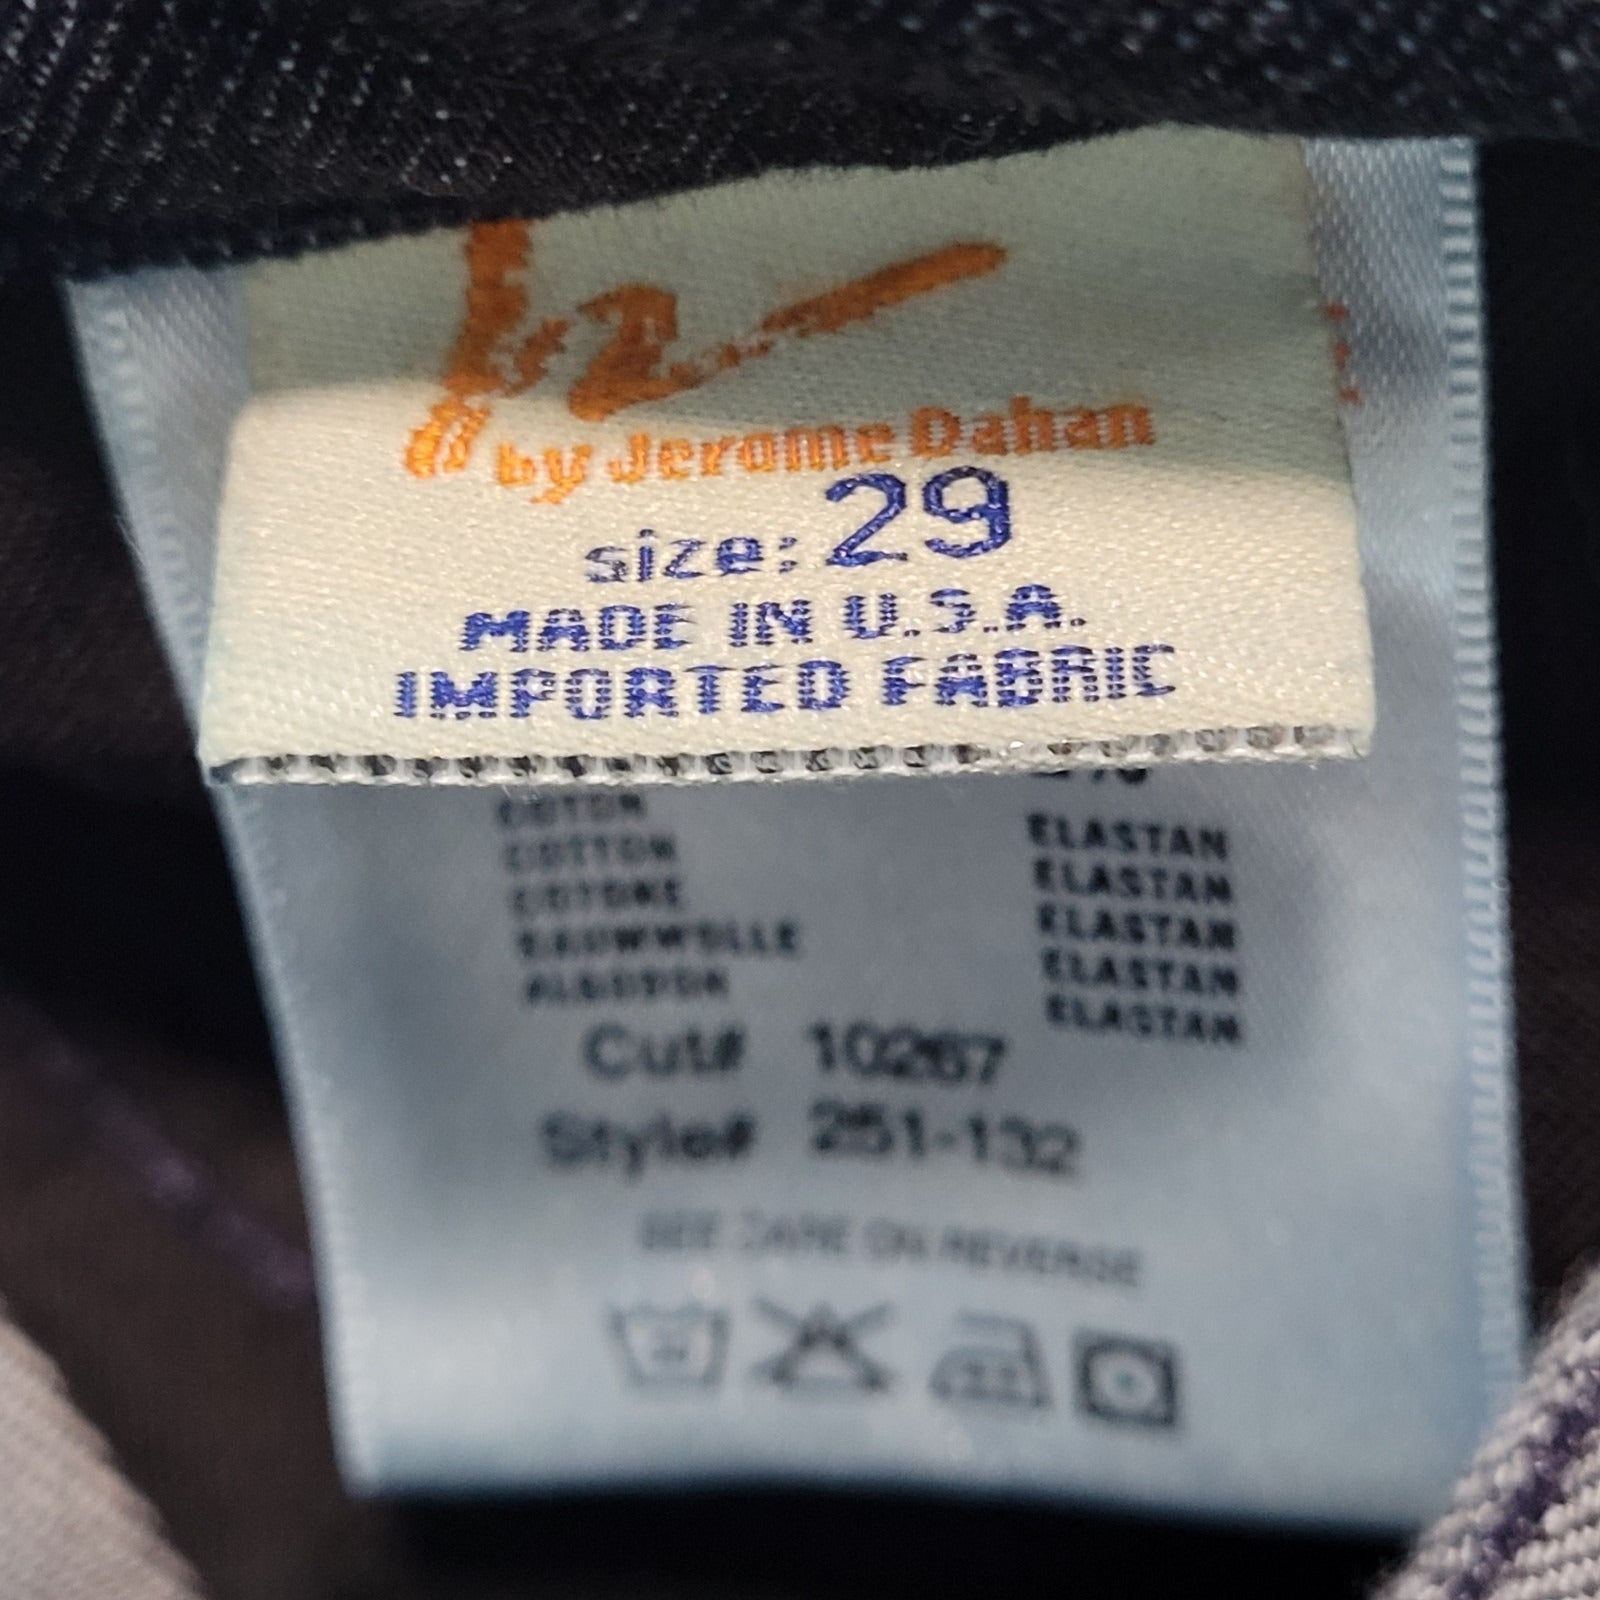 by Jerome Dahan
size: 29
MADE IN U.S.A.
IMPORTED FABRIC
COTTON
ELASTAN
ELASTAN
ELASTAN
ELASTAN
ELASTAN
Cut# 10267
Style# 251-132
SEE CARE ON REVERSE